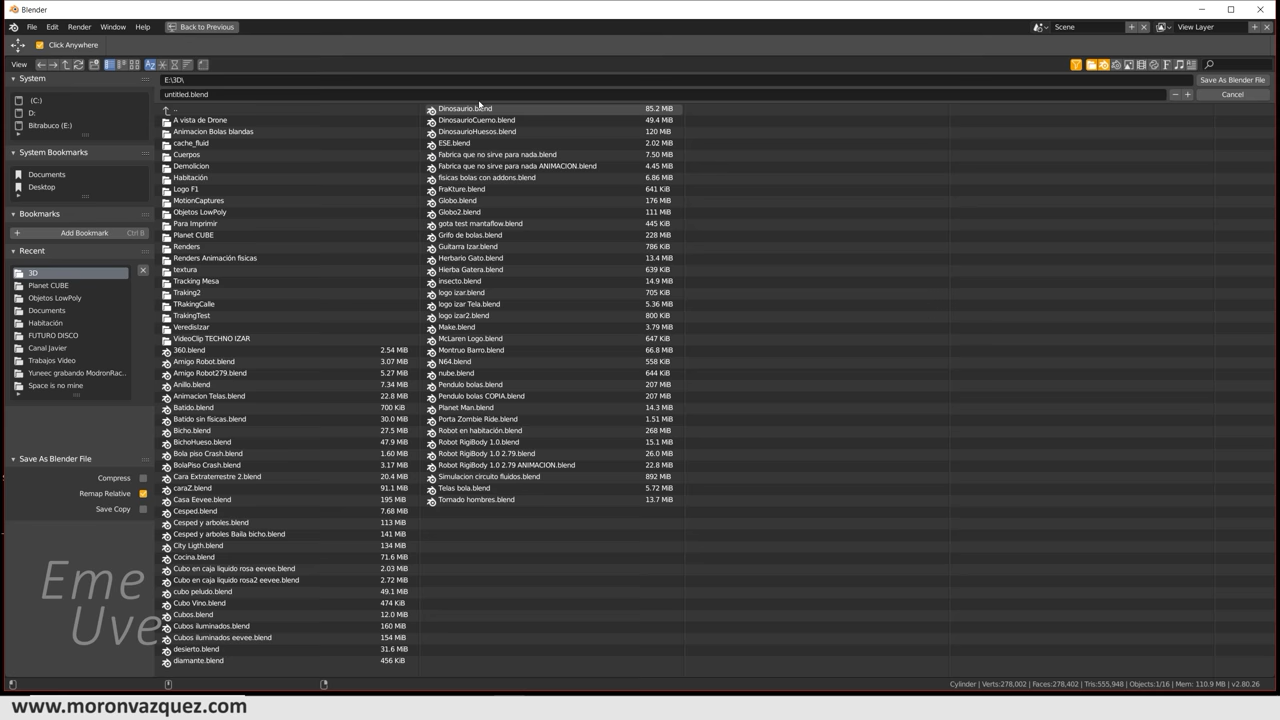 Blender
File Edit Render Window Help Back to Previous Scene View Layer
Click Anywhere
View
System
(C:)
D:
Bitrabuco (E:)
System Bookmarks
Documents
Desktop
Bookmarks
Add Bookmark Ctrl B
Recent
3D
Planet CUBE
Objetos LowPoly
Documents
Habitación
FUTURO DISCO
Canal Javier
Trabajos Video
Yuneec grabando ModronRac..
Space is no mine
Save As Blender File
Compress
Remap Relative
Save Copy
Eme
Uve
E:\3D\ Save As Blender File
untitled.blend Cancel
..
A vista de Drone
Animacion Bolas blandas
cache_fluid
Cuerpos
Demolicion
Habitación
Logo F1
MotionCaptures
Objetos LowPoly
Para Imprimir
Planet CUBE
Renders
Renders Animación fisicas
textura
Tracking Mesa
Traking2
TRakingCalle
TrakingTest
VeredisIzar
VideoClip TECHNO IZAR
360.blend 2.54 MiB
Amigo Robot.blend 3.07 MiB
Amigo Robot279.blend 5.27 MiB
Anillo.blend 7.34 MiB
Animacion Telas.blend 22.8 MiB
Batido.blend 700 KiB
Batido sin físicas.blend 30.0 MiB
Bicho.blend 27.5 MiB
BichoHueso.blend 47.9 MiB
Bola piso Crash.blend 1.60 MiB
BolaPiso Crash.blend 3.17 MiB
Cara Extraterrestre 2.blend 20.4 MiB
caraZ.blend 91.1 MiB
Casa Eevee.blend 195 MiB
Cesped.blend 7.68 MiB
Cesped y arboles.blend 113 MiB
Cesped y arboles Baila bicho.blend 141 MiB
City Ligth.blend 134 MiB
Cocina.blend 71.6 MiB
Cubo en caja liquido rosa eevee.blend 2.03 MiB
Cubo en caja liquido rosa2 eevee.blend 2.72 MiB
cubo peludo.blend 49.1 MiB
Cubo Vino.blend 474 KiB
Cubos.blend 12.0 MiB
Cubos iluminados.blend 160 MiB
Cubos iluminados eevee.blend 154 MiB
desierto.blend 31.6 MiB
diamante.blend 456 KiB
Dinosaurio.blend 85.2 MiB
DinosaurioCuerno.blend 49.4 MiB
DinosaurioHuesos.blend 120 MiB
ESE.blend 2.02 MiB
Fabrica que no sirve para nada.blend 7.50 MiB
Fabrica que no sirve para nada ANIMACION.blend 4.45 MiB
fisicas bolas con addons.blend 6.86 MiB
FraKture.blend 641 KiB
Globo.blend 176 MiB
Globo2.blend 111 MiB
gota test mantaflow.blend 445 KiB
Grifo de bolas.blend 228 MiB
Guitarra Izar.blend 786 KiB
Herbario Gato.blend 13.4 MiB
Hierba Gatera.blend 639 KiB
insecto.blend 14.9 MiB
logo izar.blend 705 KiB
logo izar Tela.blend 5.36 MiB
logo izar2.blend 800 KiB
Make.blend 3.79 MiB
McLaren Logo.blend 647 KiB
Montruo Barro.blend 66.8 MiB
N64.blend 558 KiB
nube.blend 644 KiB
Pendulo bolas.blend 207 MiB
Pendulo bolas COPIA.blend 207 MiB
Planet Man.blend 14.3 MiB
Porta Zombie Ride.blend 1.51 MiB
Robot en habitación.blend 268 MiB
Robot RigiBody 1.0.blend 15.1 MiB
Robot RigiBody 1.0 2.79.blend 26.0 MiB
Robot RigiBody 1.0 2.79 ANIMACION.blend 22.8 MiB
Simulacion circuito fluidos.blend 892 MiB
Telas bola.blend 5.72 MiB
Tornado hombres.blend 13.7 MiB
Cylinder | Verts:278,002 | Faces:278,402 | Tris:555,948 | Objects:1/16 | Mem: 110.9 MiB | v2.80.26
www.moronvazquez.com